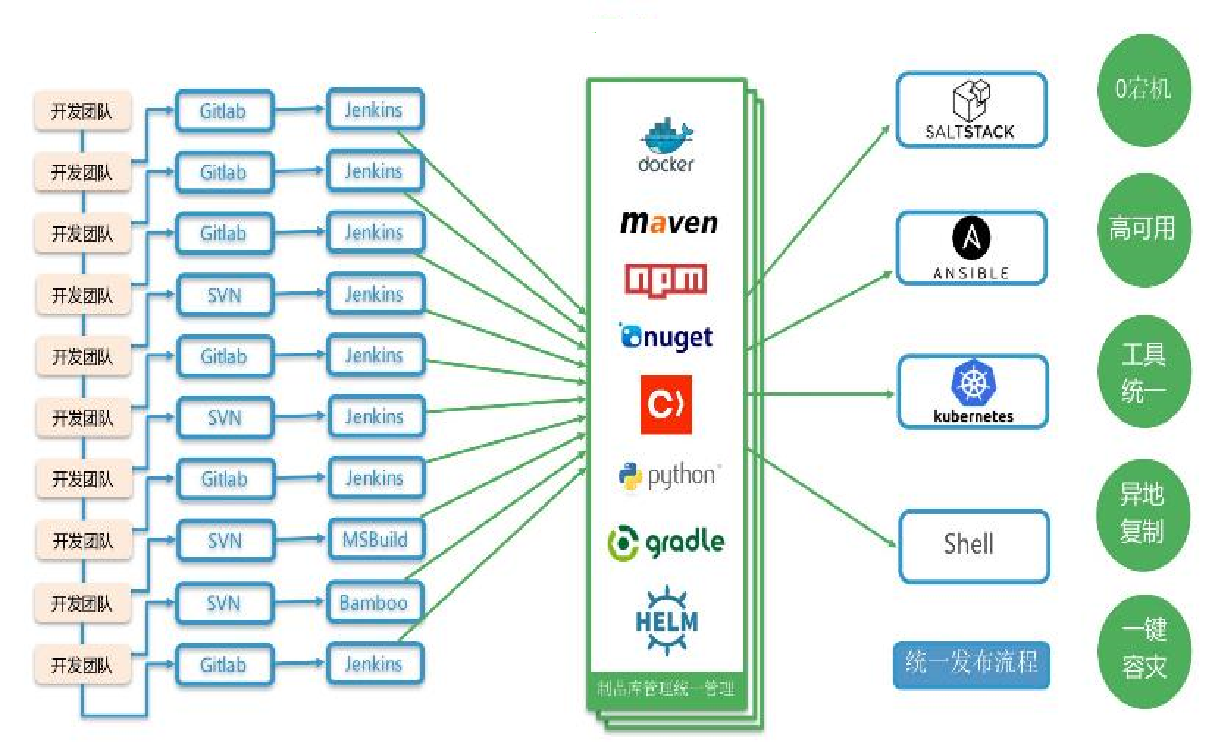 开发团队 Gitlab Jenkins
开发团队 Gitlab Jenkins
开发团队 Gitlab Jenkins
开发团队 SVN Jenkins
开发团队 Gitlab Jenkins
开发团队 SVN Jenkins
开发团队 Gitlab Jenkins
开发团队 SVN MSBuild
开发团队 SVN Bamboo
开发团队 Gitlab Jenkins
docker
maven
npm
nuget
C)
python
gradle
HELM
制品库管理统一管理
SALTSTACK
ANSIBLE
kubernetes
Shell
统一发布流程
0宕机
高可用
工具
统一
异地
复制
一键
容灾